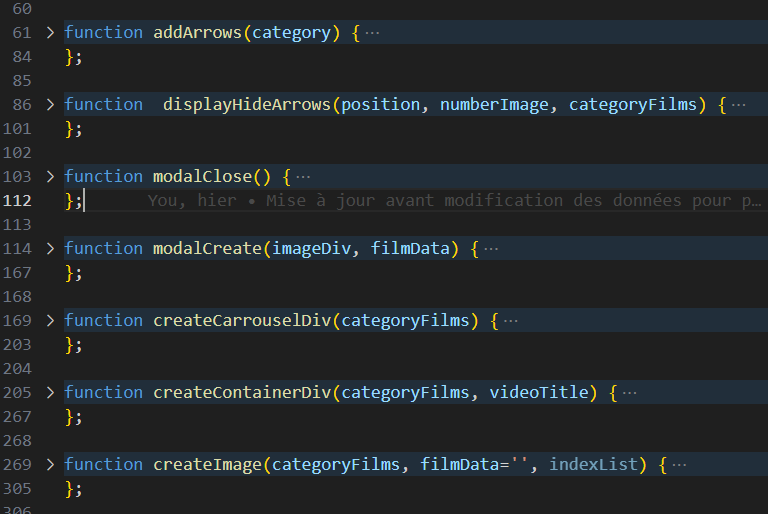 60
61 function addArrows(category) { ···
84 };
85
86 function  displayHideArrows(position, numberImage, categoryFilms) { ···
101 };
102
103 function modalClose() { ···
112 }; You, hier • Mise à jour avant modification des données pour p…
113
114 function modalCreate(imageDiv, filmData) { ···
167 };
168
169 function createCarrouselDiv(categoryFilms) { ···
203 };
204
205 function createContainerDiv(categoryFilms, videoTitle) { ···
267 };
268
269 function createImage(categoryFilms, filmData='', indexList) { ···
305 };
306